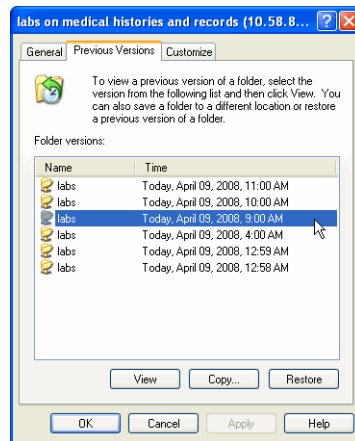 labs on medical histories and records (10.58.8...
General Previous Versions Customize
To view a previous version of a folder, select the
version from the following list and then click View. You
can also save a folder to a different location or restore
a previous version of a folder.
Folder versions:
Name Time
labs Today, April 09, 2008, 11:00 AM
labs Today, April 09, 2008, 10:00 AM
labs Today, April 09, 2008, 9:00 AM
labs Today, April 09, 2008, 4:00 AM
labs Today, April 09, 2008, 12:59 AM
labs Today, April 09, 2008, 12:58 AM
View Copy... Restore
OK Cancel Apply Help